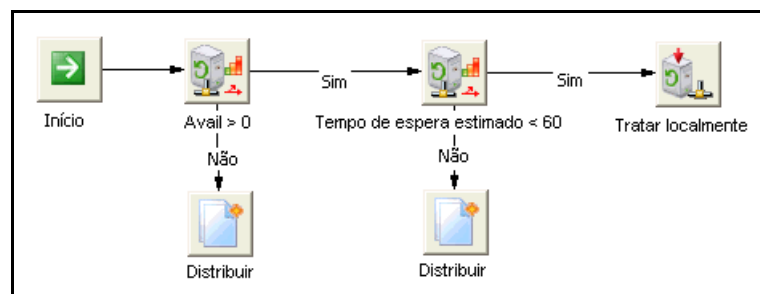 Início
Avail > 0
Sim
Tempo de espera estimado < 60
Sim
Tratar localmente
Não
Não
Distribuir
Distribuir